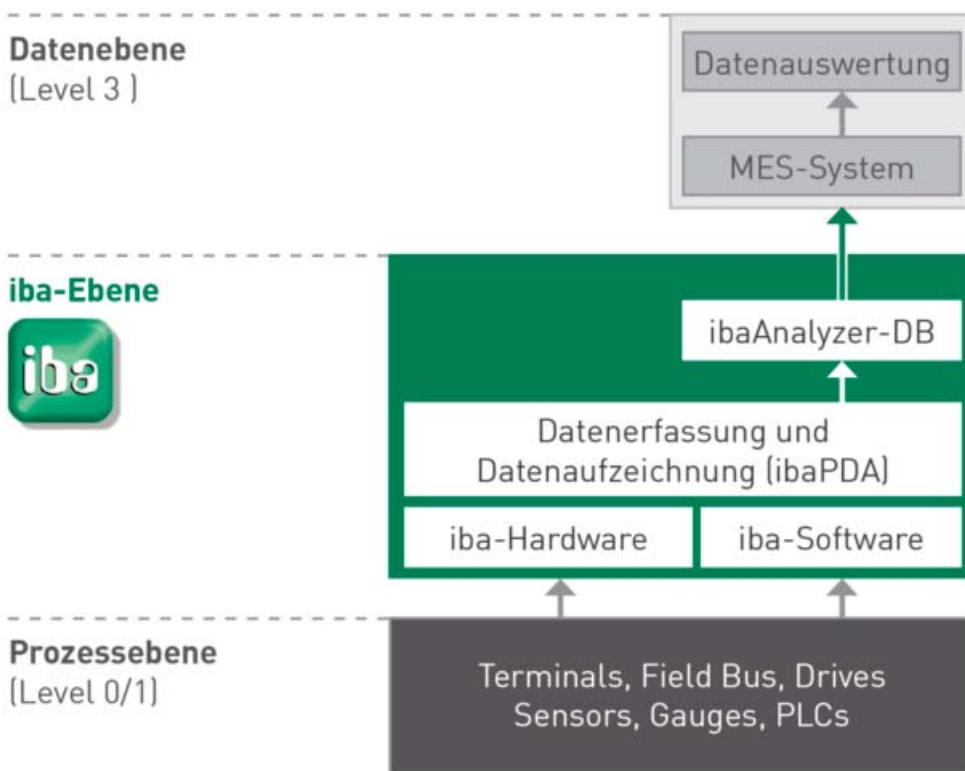 Datenebene
(Level 3 )
Datenauswertung
MES-System
iba-Ebene
iba
ibaAnalyzer-DB
Datenerfassung und
Datenaufzeichnung (ibaPDA)
iba-Hardware
iba-Software
Prozessebene
(Level 0/1)
Terminals, Field Bus, Drives
Sensors, Gauges, PLCs